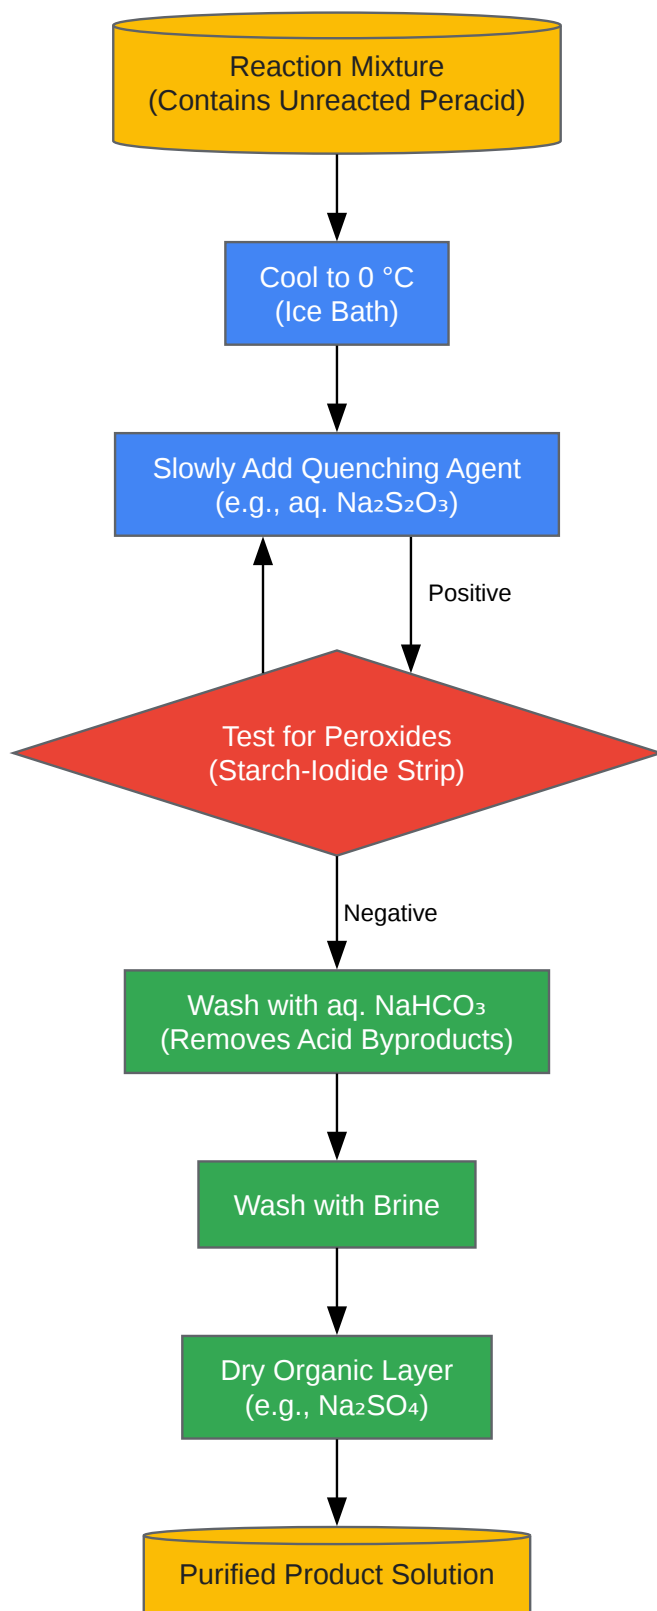 Reaction Mixture
(Contains Unreacted Peracid)
Cool to 0 °C
(Ice Bath)
Slowly Add Quenching Agent
(e.g., aq. Na₂S₂O₃)
Positive
Test for Peroxides
(Starch-Iodide Strip)
Negative
Wash with aq. NaHCO₃
(Removes Acid Byproducts)
Wash with Brine
Dry Organic Layer
(e.g., Na₂SO₄)
Purified Product Solution